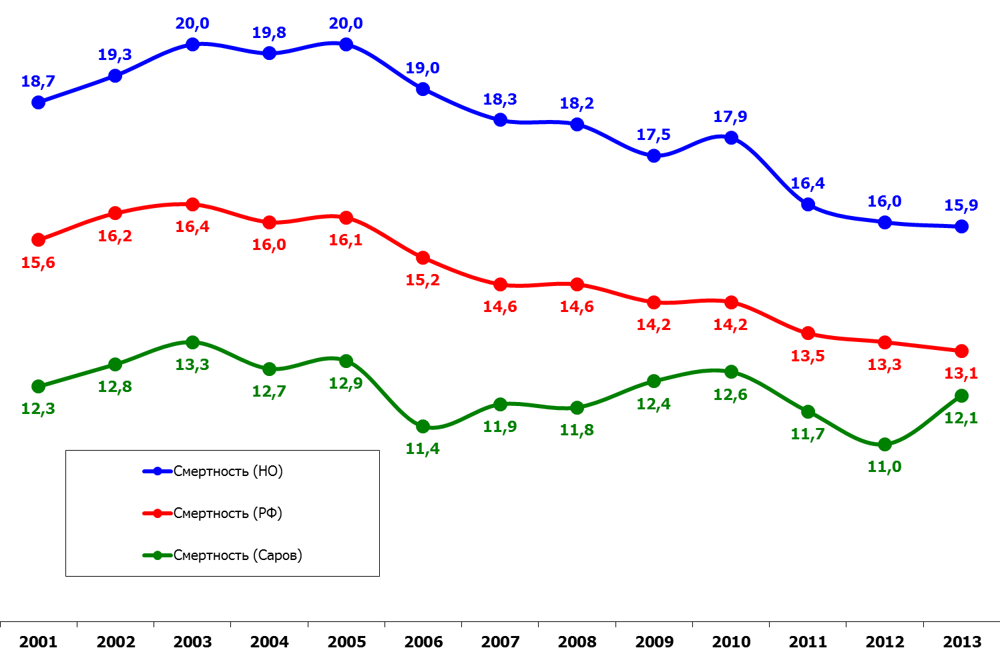 18,7 19,3 20,0 19,8 20,0 19,0 18,3 18,2 17,5 17,9 16,4 16,0 15,9
15,6 16,2 16,4 16,0 16,1 15,2 14,6 14,6 14,2 14,2 13,5 13,3 13,1
12,3 12,8 13,3 12,7 12,9 11,4 11,9 11,8 12,4 12,6 11,7 11,0 12,1
Смертность (НО)
Смертность (РФ)
Смертность (Саров)
2001 2002 2003 2004 2005 2006 2007 2008 2009 2010 2011 2012 2013